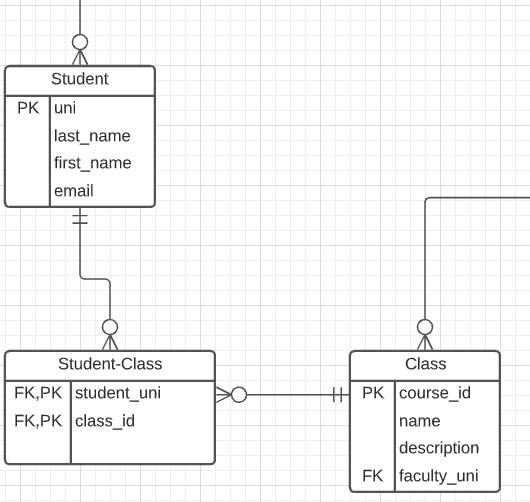 Student
PK uni
last_name
first_name
email
Student-Class
FK,PK student_uni
FK,PK class_id
Class
PK course_id
name
description
FK faculty_uni